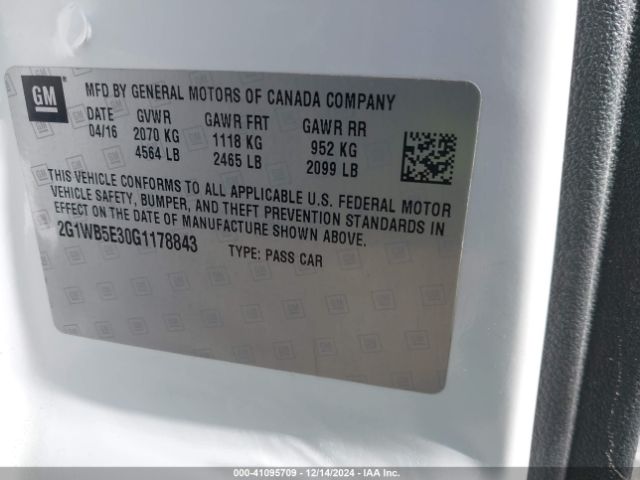 GM
MFD BY GENERAL MOTORS OF CANADA COMPANY
DATE GVWR GAWR FRT GAWR RR
04/16 2070 KG 1118 KG 952 KG
4564 LB 2465 LB 2099 LB
THIS VEHICLE CONFORMS TO ALL APPLICABLE U.S. FEDERAL MOTOR
VEHICLE SAFETY, BUMPER, AND THEFT PREVENTION STANDARDS IN
EFFECT ON THE DATE OF MANUFACTURE SHOWN ABOVE.
2G1WB5E30G1178843 TYPE: PASS CAR
000-41095709 - 12/14/2024 - IAA Inc.